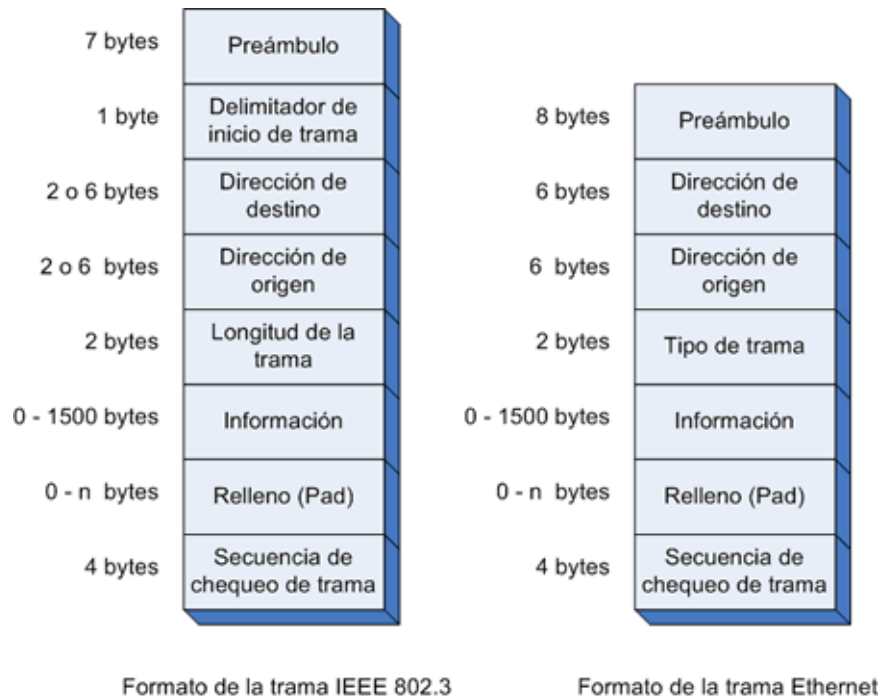 7 bytes
Preámbulo
1 byte
Delimitador de
inicio de trama
2 o 6 bytes
Dirección de
destino
2 o 6 bytes
Dirección de
origen
2 bytes
Longitud de la
trama
0 - 1500 bytes
Información
0 - n bytes
Relleno (Pad)
4 bytes
Secuencia de
chequeo de trama
Formato de la trama IEEE 802.3
8 bytes
Preámbulo
6 bytes
Dirección de
destino
6 bytes
Dirección de
origen
2 bytes
Tipo de trama
0 - 1500 bytes
Información
0 - n bytes
Relleno (Pad)
4 bytes
Secuencia de
chequeo de trama
Formato de la trama Ethernet